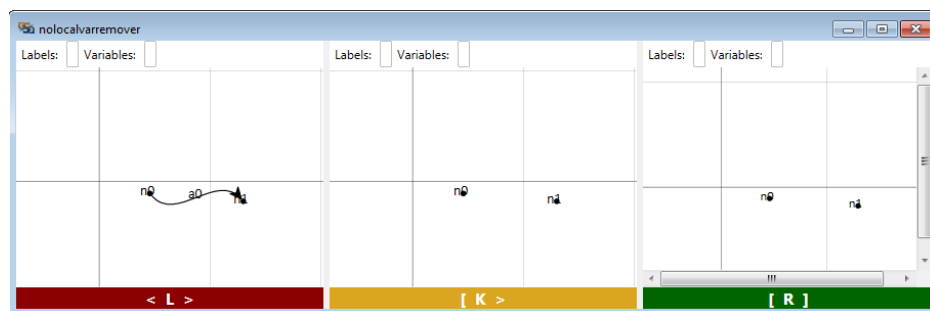 nolocalvarremover
Labels: Variables: Labels: Variables: Labels: Variables:
n0 a0 n1 n0 n1 n0 n1
< L > [ K > [ R ]